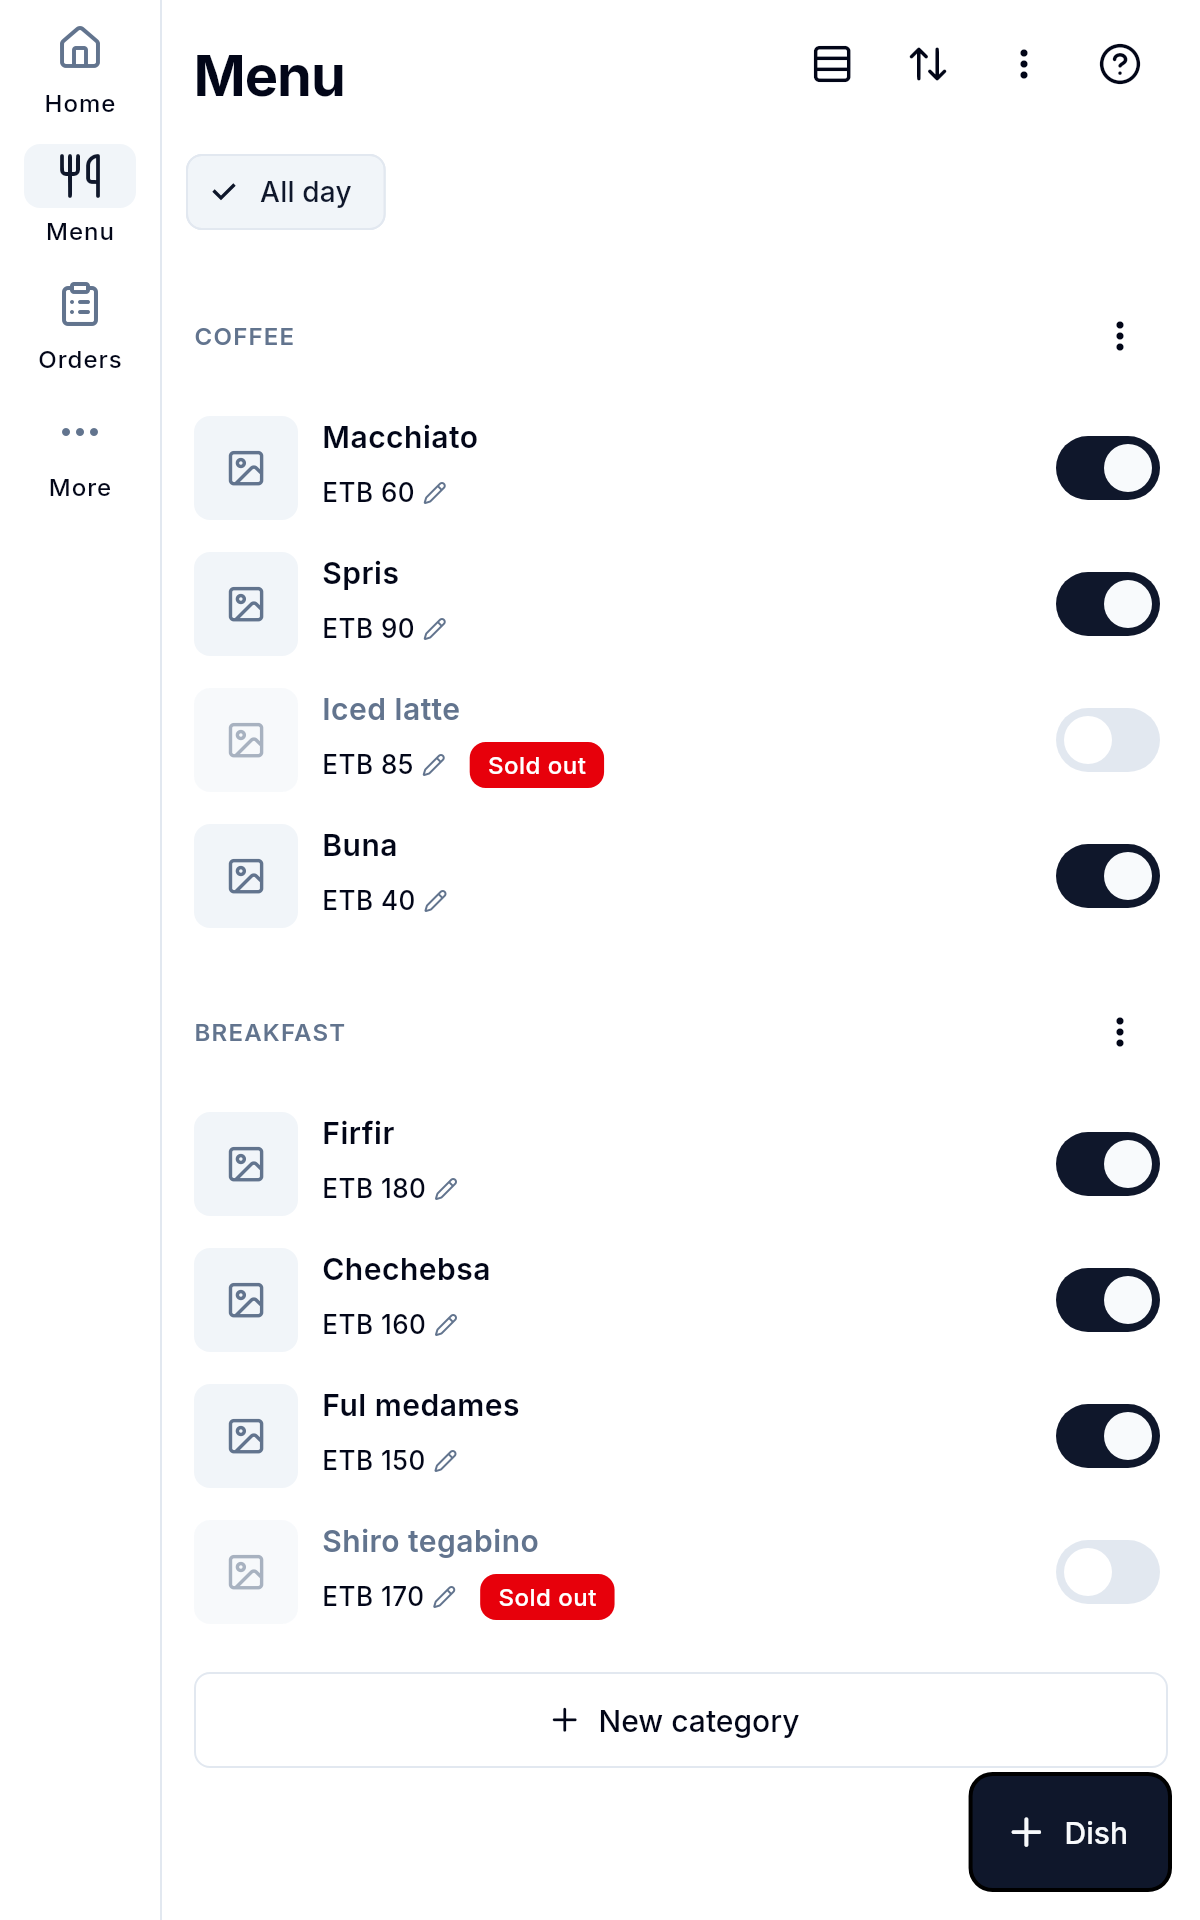 Home
Menu
Orders
More
Menu
All day
COFFEE
Macchiato
ETB 60
Spris
ETB 90
Iced latte
ETB 85 Sold out
Buna
ETB 40
BREAKFAST
Firfir
ETB 180
Chechebsa
ETB 160
Ful medames
ETB 150
Shiro tegabino
ETB 170 Sold out
New category
Dish